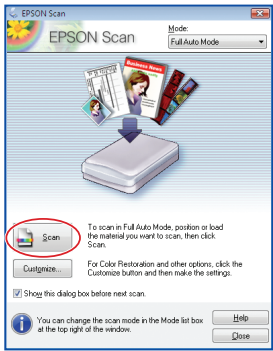 EPSON Scan
EPSON Scan
Mode:
Full Auto Mode
Business News
Scan
To scan in Full Auto Mode, position or load
the material you want to scan, then click
Scan.
Customize...
For Color Restoration and other options, click the
Customize button and then make the settings.
Show this dialog box before next scan.
You can change the scan mode in the Mode list box
at the top right of the window.
Help
Close